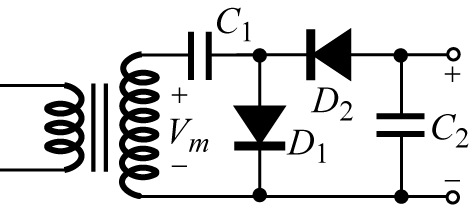 C₁
+
D₂
+
Vₘ
D₁
C₂
−
−